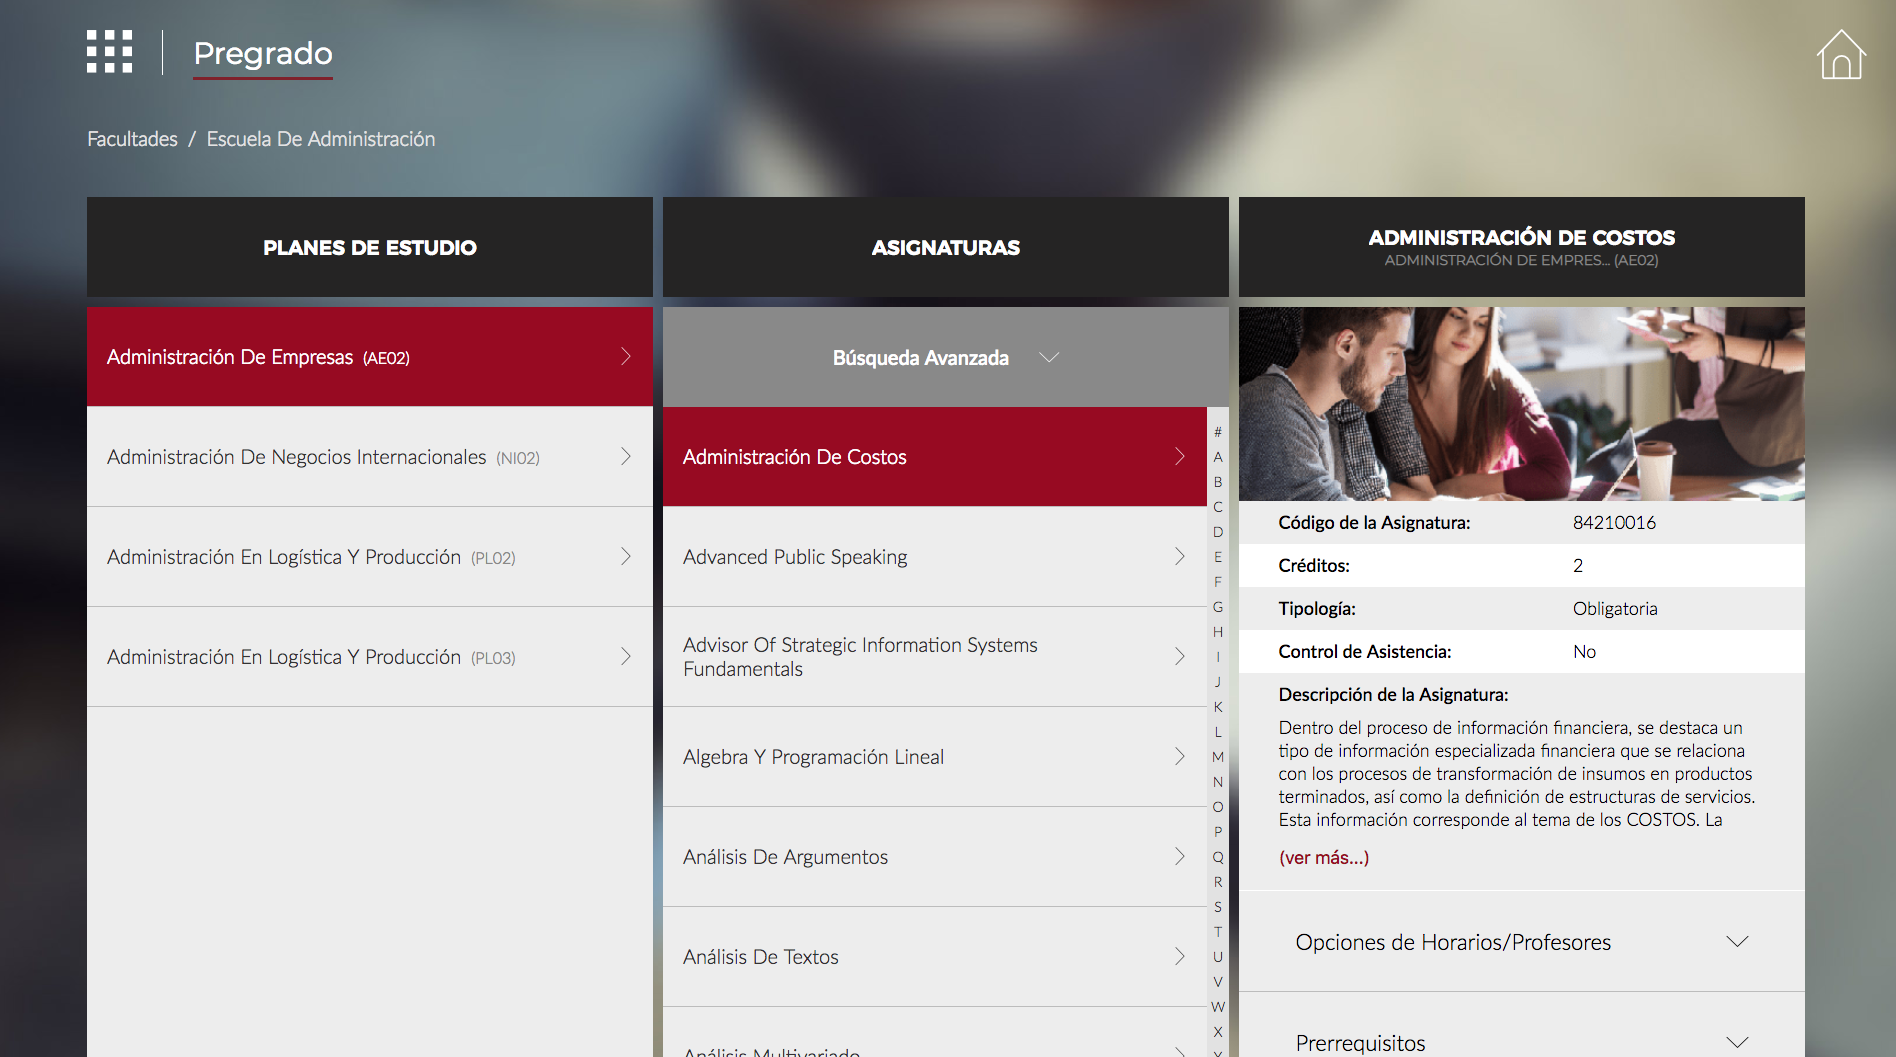 Pregrado
Facultades / Escuela De Administración
PLANES DE ESTUDIO
Administración De Empresas (AE02)
Administración De Negocios Internacionales (NI02)
Administración En Logística Y Producción (PL02)
Administración En Logística Y Producción (PL03)
ASIGNATURAS
Búsqueda Avanzada
Administración De Costos
Advanced Public Speaking
Advisor Of Strategic Information Systems
Fundamentals
Algebra Y Programación Lineal
Análisis De Argumentos
Análisis De Textos
Análisis Multivariado
#
A
B
C
D
E
F
G
H
I
J
K
L
M
N
O
P
Q
R
S
T
U
V
W
X
Y
ADMINISTRACIÓN DE COSTOS
ADMINISTRACIÓN DE EMPRES... (AE02)
Código de la Asignatura: 84210016
Créditos: 2
Tipología: Obligatoria
Control de Asistencia: No
Descripción de la Asignatura:
Dentro del proceso de información financiera, se destaca un
tipo de información especializada financiera que se relaciona
con los procesos de transformación de insumos en productos
terminados, así como la definición de estructuras de servicios.
Esta información corresponde al tema de los COSTOS. La
(ver más...)
Opciones de Horarios/Profesores
Prerrequisitos